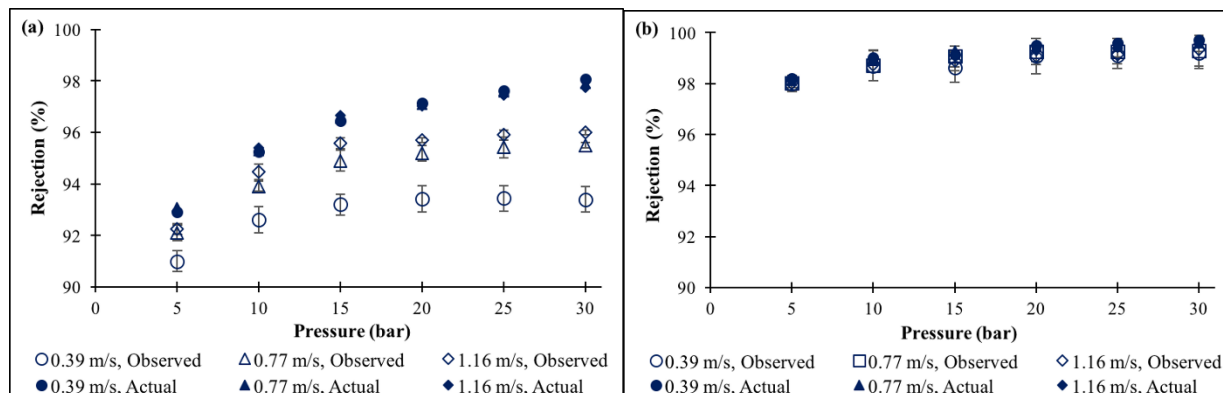 (a)
100
98
96
94
92
90
Rejection (%)
0 5 10 15 20 25 30
Pressure (bar)
0.39 m/s, Observed 0.77 m/s, Observed 1.16 m/s, Observed
0.39 m/s, Actual 0.77 m/s, Actual 1.16 m/s, Actual
(b)
100
98
96
94
92
90
Rejection (%)
0 5 10 15 20 25 30
Pressure (bar)
0.39 m/s, Observed 0.77 m/s, Observed 1.16 m/s, Observed
0.39 m/s, Actual 0.77 m/s, Actual 1.16 m/s, Actual